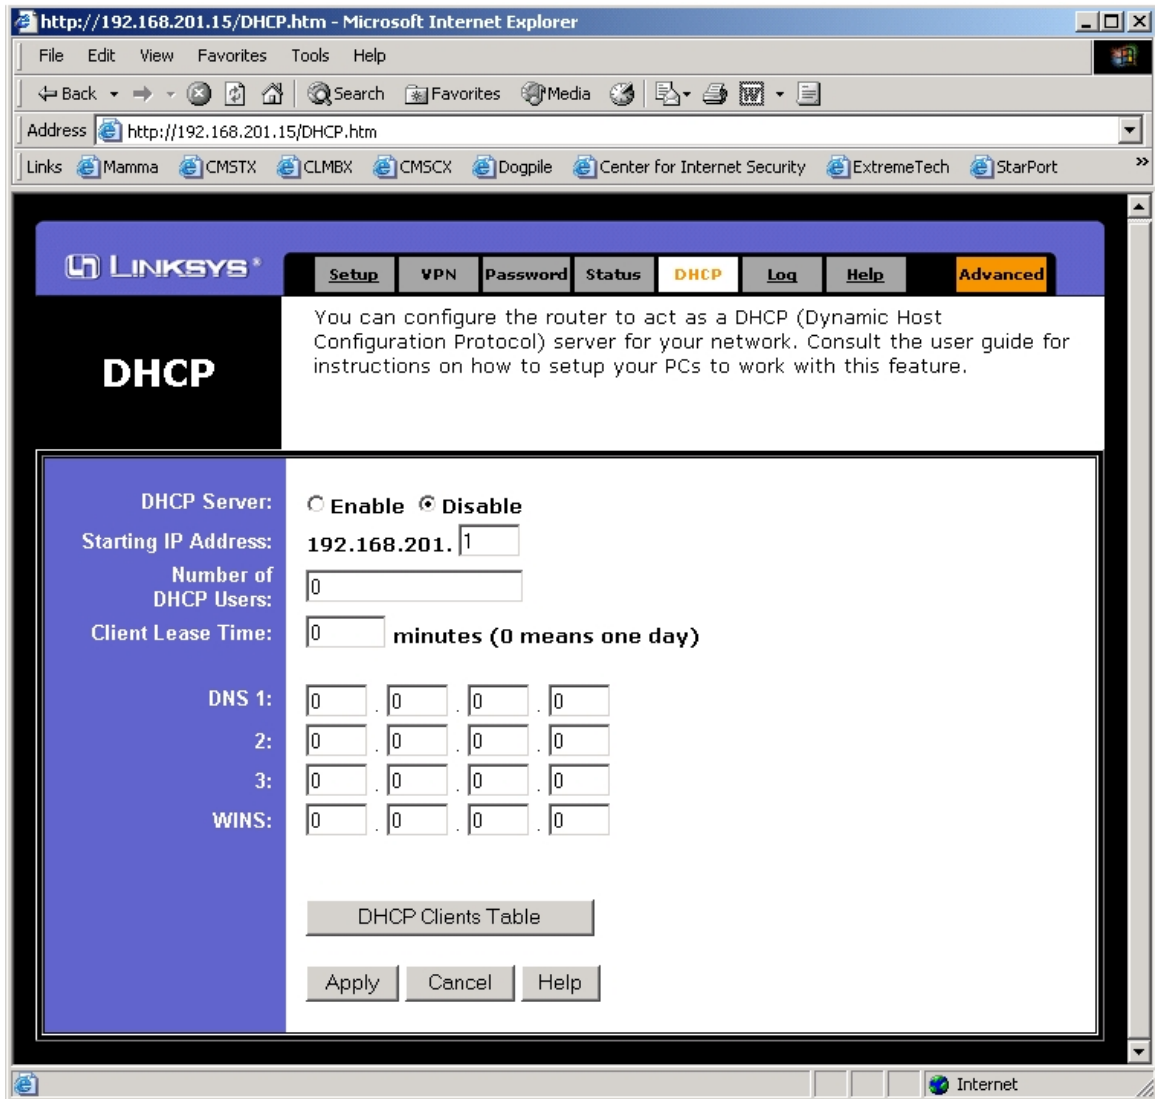 http://192.168.201.15/DHCP.htm - Microsoft Internet Explorer
File Edit View Favorites Tools Help
Back Search Favorites Media
Address http://192.168.201.15/DHCP.htm
Links Mamma CMSTX CLMBX CMSCX Dogpile Center for Internet Security ExtremeTech StarPort »
LINKSYS®
Setup VPN Password Status DHCP Log Help Advanced
DHCP
You can configure the router to act as a DHCP (Dynamic Host
Configuration Protocol) server for your network. Consult the user guide for
instructions on how to setup your PCs to work with this feature.
DHCP Server: Enable Disable
Starting IP Address: 192.168.201. 1
Number of
DHCP Users: 0
Client Lease Time: 0 minutes (0 means one day)
DNS 1: 0 . 0 . 0 . 0
2: 0 . 0 . 0 . 0
3: 0 . 0 . 0 . 0
WINS: 0 . 0 . 0 . 0
DHCP Clients Table
Apply Cancel Help
Internet